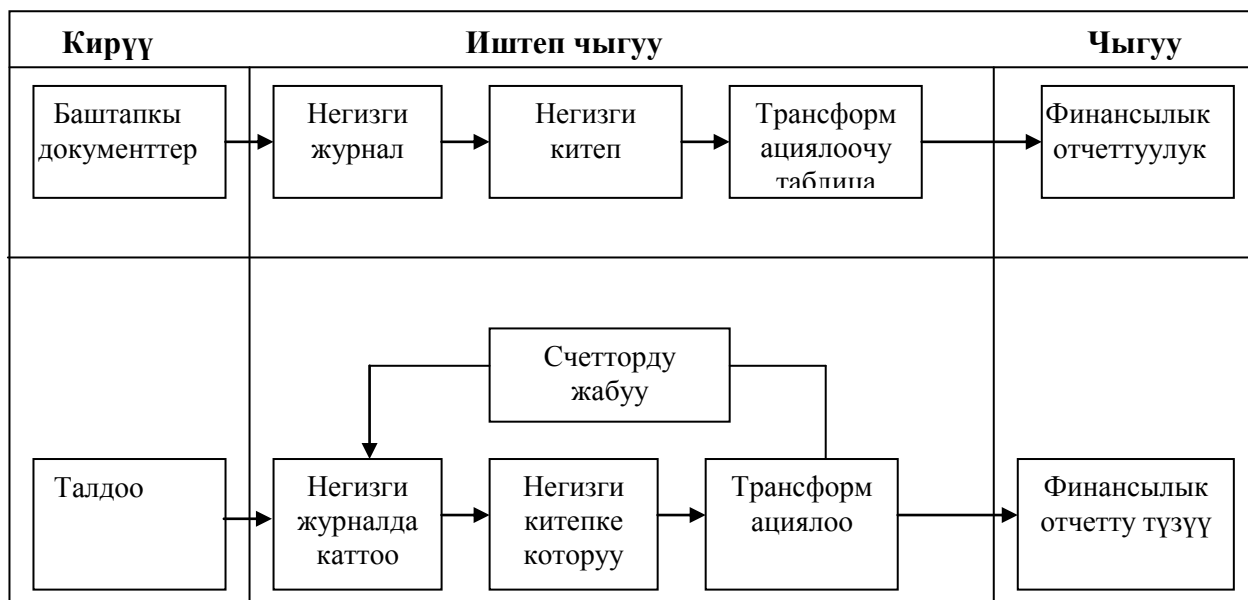 Кирүү Иштеп чыгуу Чыгуу
Баштапкы
документтер
Негизги
журнал
Негизги
китеп
Трансформ
ациялоочу
таблица
Финансылык
отчеттуулук
Счетторду
жабуу
Талдоо
Негизги
журналда
каттоо
Негизги
китепке
которуу
Трансформ
ациялоо
Финансылык
отчетту түзүү